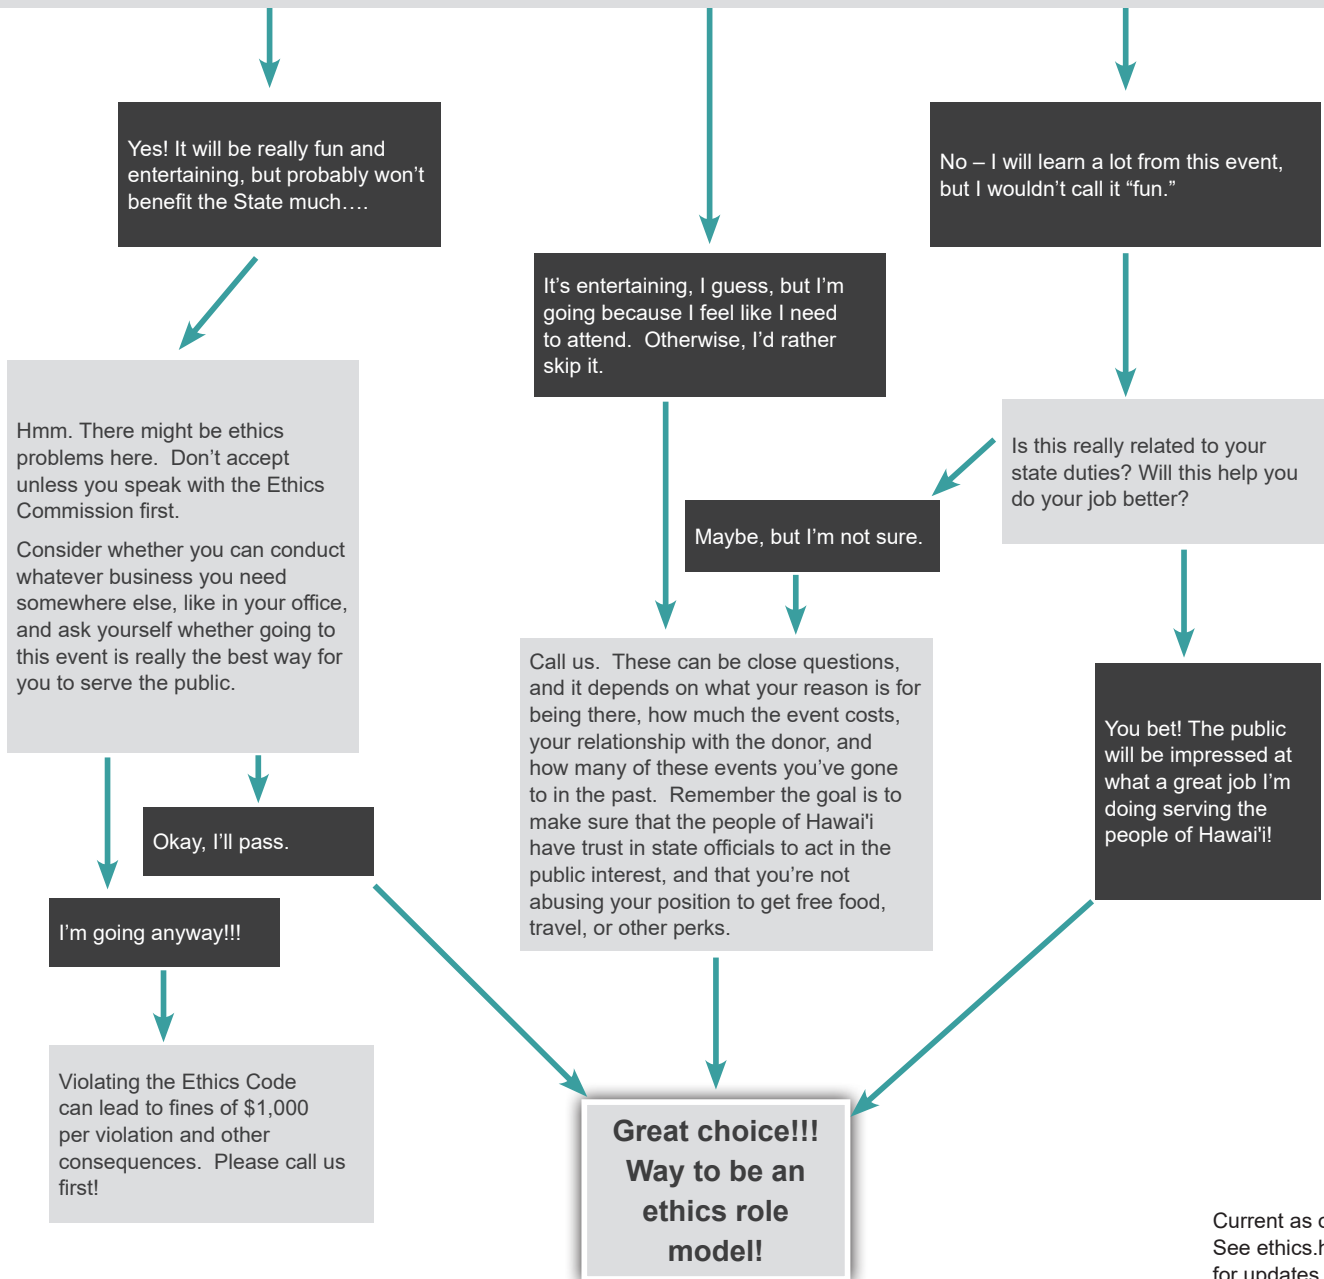 Yes! It will be really fun and
entertaining, but probably won’t
benefit the State much….
No – I will learn a lot from this event,
but I wouldn’t call it “fun.”
It’s entertaining, I guess, but I’m
going because I feel like I need
to attend.  Otherwise, I’d rather
skip it.
Hmm. There might be ethics
problems here.  Don’t accept
unless you speak with the Ethics
Commission first.
Consider whether you can conduct
whatever business you need
somewhere else, like in your office,
and ask yourself whether going to
this event is really the best way for
you to serve the public.
Is this really related to your
state duties? Will this help you
do your job better?
Maybe, but I’m not sure.
Call us.  These can be close questions,
and it depends on what your reason is for
being there, how much the event costs,
your relationship with the donor, and
how many of these events you’ve gone
to in the past.  Remember the goal is to
make sure that the people of Hawai'i
have trust in state officials to act in the
public interest, and that you’re not
abusing your position to get free food,
travel, or other perks.
You bet! The public
will be impressed at
what a great job I’m
doing serving the
people of Hawai'i!
Okay, I’ll pass.
I’m going anyway!!!
Violating the Ethics Code
can lead to fines of $1,000
per violation and other
consequences.  Please call us
first!
Great choice!!!
Way to be an
ethics role
model!
Current as
See ethics.h
for updates